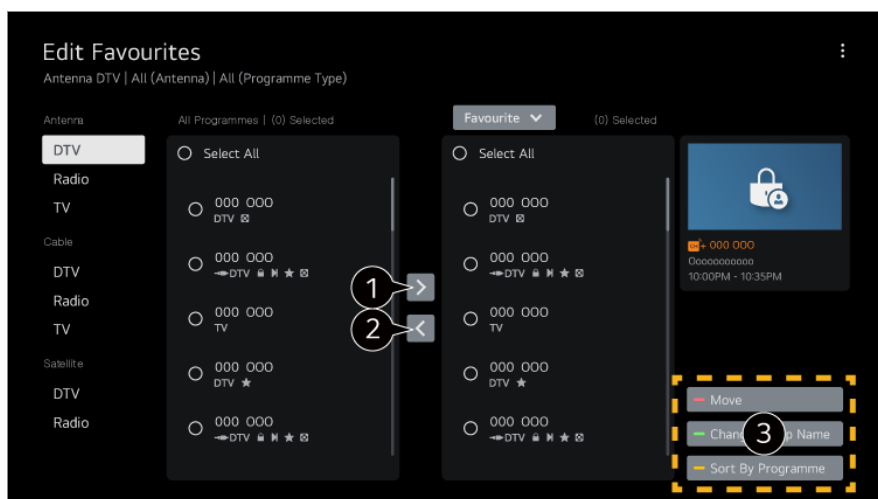 Edit Favourites
Antenna DTV | All (Antenna) | All (Programme Type)
Antenna
DTV
Radio
TV
Cable
DTV
Radio
TV
Satellite
DTV
Radio
All Programmes | (0) Selected
Select All
000 000
DTV
000 000
DTV
000 000
TV
000 000
DTV
000 000
DTV
1
2
Favourite
(0) Selected
Select All
000 000
DTV
000 000
DTV
000 000
TV
000 000
DTV
000 000
DTV
CH+ 000 000
Oooooooooo
10:00PM - 10:35PM
Move
3
Name
Sort By Programme